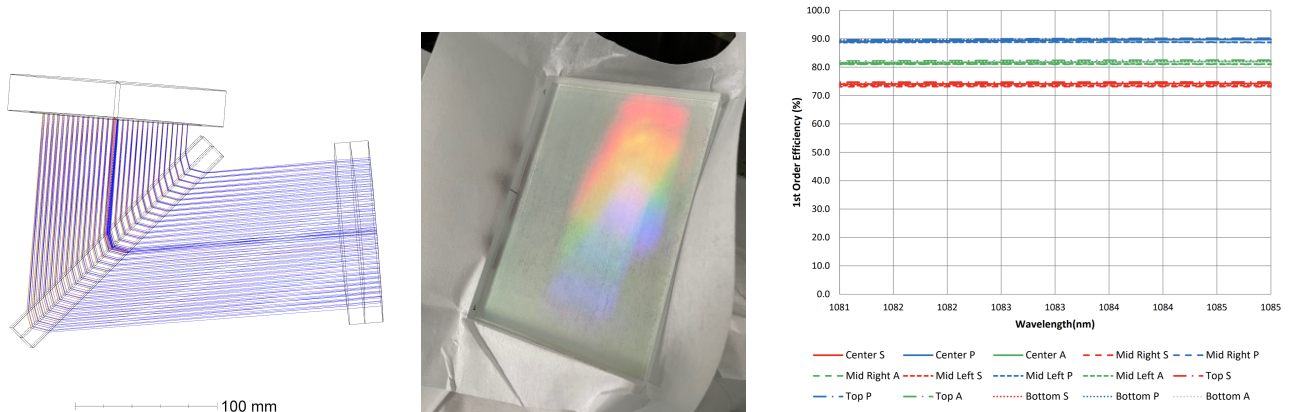 100 mm
100.0
90.0
80.0
70.0
60.0
50.0
40.0
30.0
20.0
10.0
0.0
1st Order Efficiency (%)
1081 1082 1082 1083 1083 1084 1084 1085 1085
Wavelength(nm)
Center S Center P Center A Mid Right S Mid Right P
Mid Right A Mid Left S Mid Left P Mid Left A Top S
Top P Top A Bottom S Bottom P Bottom A